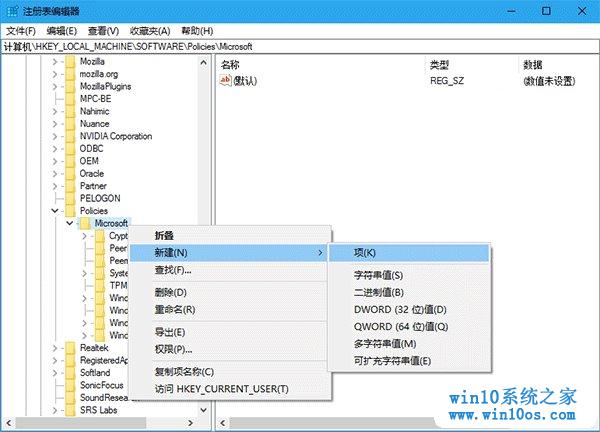 注册表编辑器
文件(F) 编辑(E) 查看(V) 收藏夹(A) 帮助(H)
计算机\HKEY_LOCAL_MACHINE\SOFTWARE\Policies\Microsoft
Mozilla
mozilla.org
MozillaPlugins
MPC-BE
Nahimic
Nuance
NVIDIA Corporation
ODBC
OEM
Oracle
Partner
PELOGON
Policies
Microsoft
Crypt
Peer
Peern
Syste
TPM
Wind
Wind
Wind
Wind
Realtek
RegisteredAp
Softland
SonicFocus
SoundResear
SRS Labs
名称 类型 数据
(默认) REG_SZ (数值未设置)
折叠
新建(N)
查找(F)...
删除(D)
重命名(R)
导出(E)
权限(P)...
复制项名称(C)
访问 HKEY_CURRENT_USER(T)
项(K)
字符串值(S)
二进制值(B)
DWORD (32 位)值(D)
QWORD (64 位)值(Q)
多字符串值(M)
可扩充字符串值(E)
win10系统之家
www.win10os.com